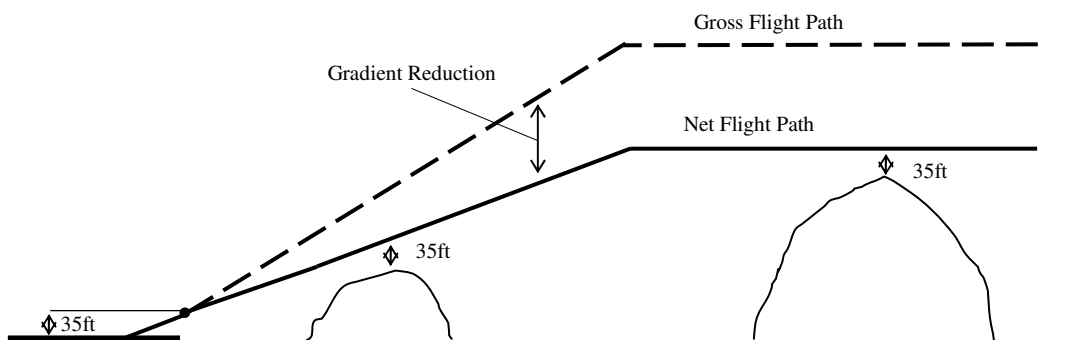 Gross Flight Path
Gradient Reduction
Net Flight Path
35ft
35ft
35ft